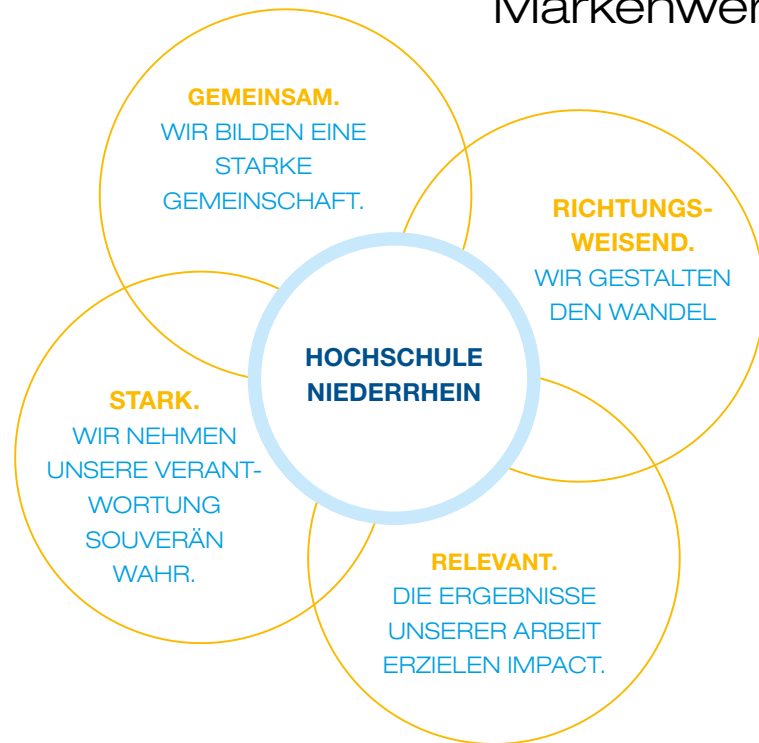 GEMEINSAM.
WIR BILDEN EINE
STARKE
GEMEINSCHAFT.
RICHTUNGS-
WEISEND.
WIR GESTALTEN
DEN WANDEL
HOCHSCHULE
NIEDERRHEIN
STARK.
WIR NEHMEN
UNSERE VERANT-
WORTUNG
SOUVERÄN
WAHR.
RELEVANT.
DIE ERGEBNISSE
UNSERER ARBEIT
ERZIELEN IMPACT.